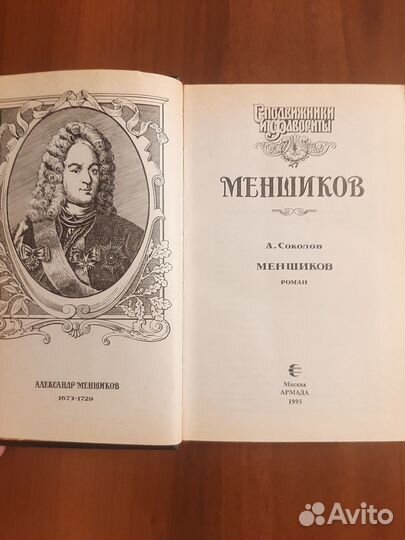 АЛЕКСАНДР МЕНШИКОВ
1673-1729
СПОДВИЖНИКИ
И ФАВОРИТЫ
МЕНШИКОВ
А. СОКОЛОВ
МЕНШИКОВ
РОМАН
Москва
АРМАДА
1995
Avito